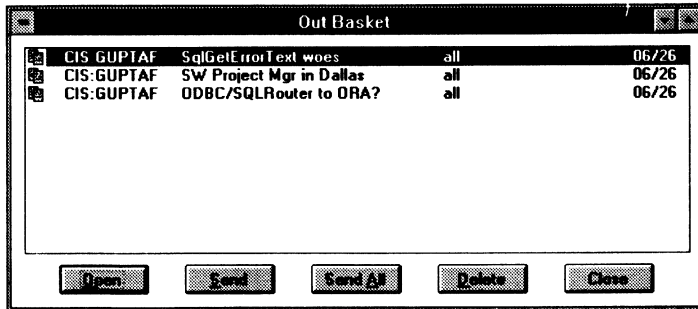 Out Basket
CIS GUPTAF SqlGetErrorText woes all 06/26
CIS:GUPTAF SW Project Mgr in Dallas all 06/26
CIS:GUPTAF ODBC/SQLRouter to ORA? all 06/26
Open Send Send All Delete Close